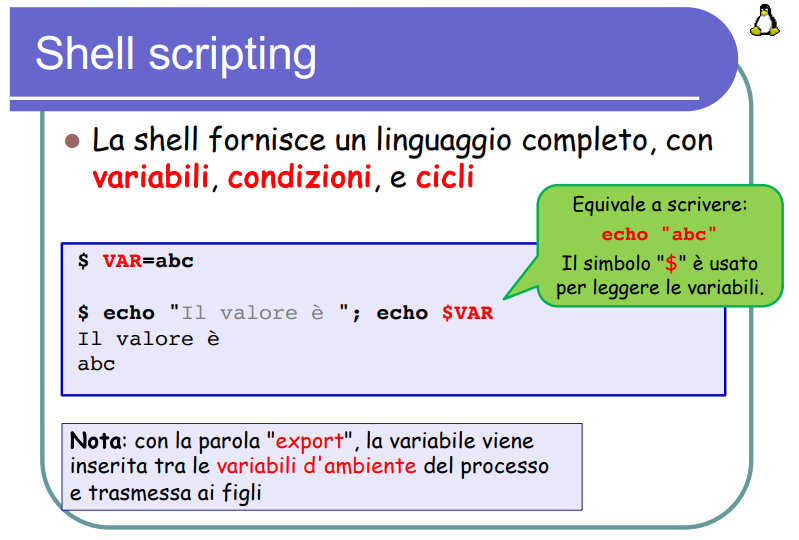 Shell scripting
La shell fornisce un linguaggio completo, con
variabili, condizioni, e cicli
Equivale a scrivere:
echo "abc"
Il simbolo "$" è usato
per leggere le variabili.
$ VAR=abc
$ echo "Il valore è "; echo $VAR
Il valore è
abc
Nota: con la parola "export", la variabile viene
inserita tra le variabili d'ambiente del processo
e trasmessa ai figli